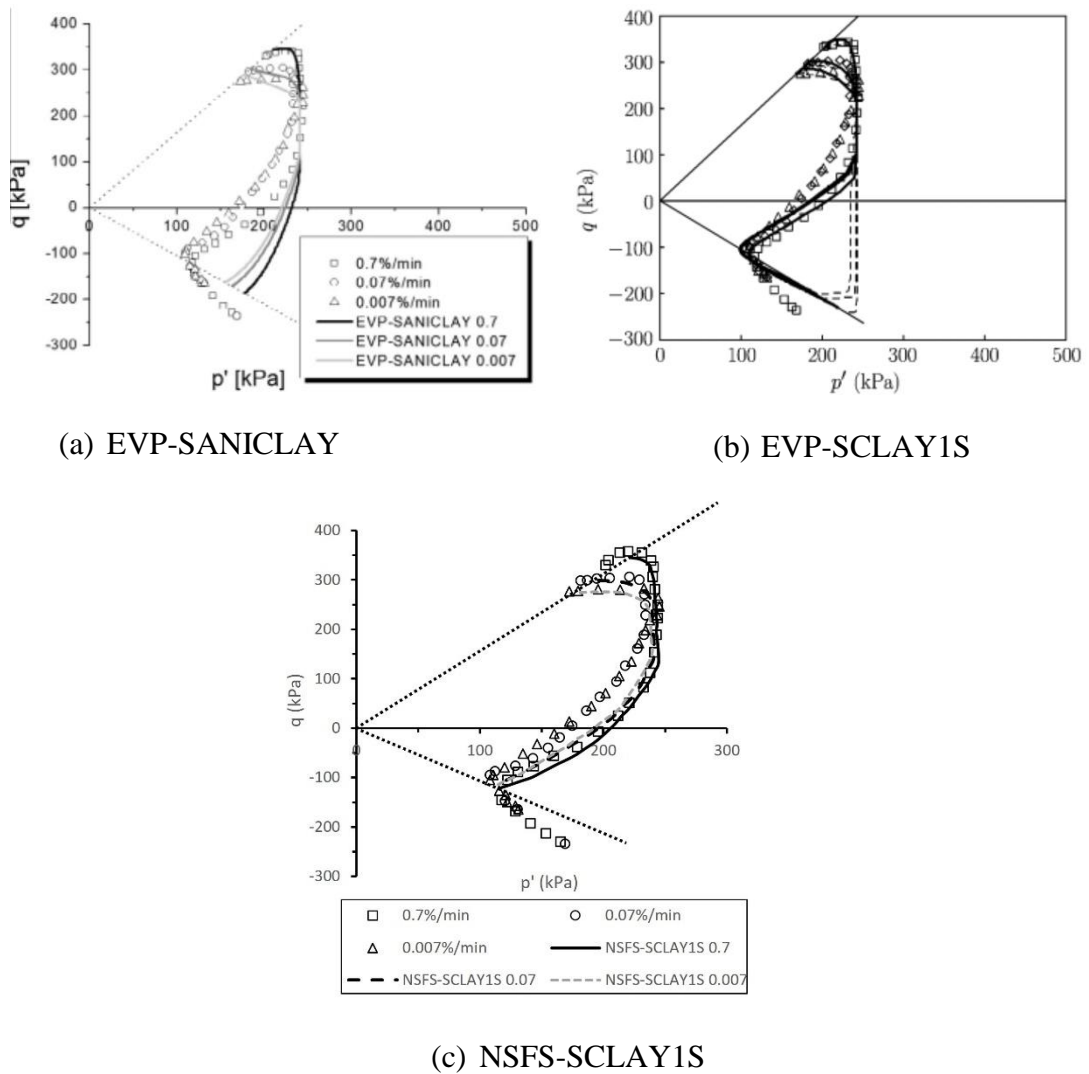 400
300
200
100
0
-100
-200
-300
q [kPa]
100 200 300 400 500
p' [kPa]
0.7%/min
0.07%/min
0.007%/min
EVP-SANICLAY 0.7
EVP-SANICLAY 0.07
EVP-SANICLAY 0.007
(a) EVP-SANICLAY
400
300
200
100
0
−100
−200
−300
q (kPa)
0 100 200 300 400 500
p′ (kPa)
(b) EVP-SCLAY1S
400
300
200
100
0
-100
-200
-300
q (kPa)
0 100 200 300
p' (kPa)
0.7%/min 0.07%/min
0.007%/min NSFS-SCLAY1S 0.7
NSFS-SCLAY1S 0.07 NSFS-SCLAY1S 0.007
(c) NSFS-SCLAY1S